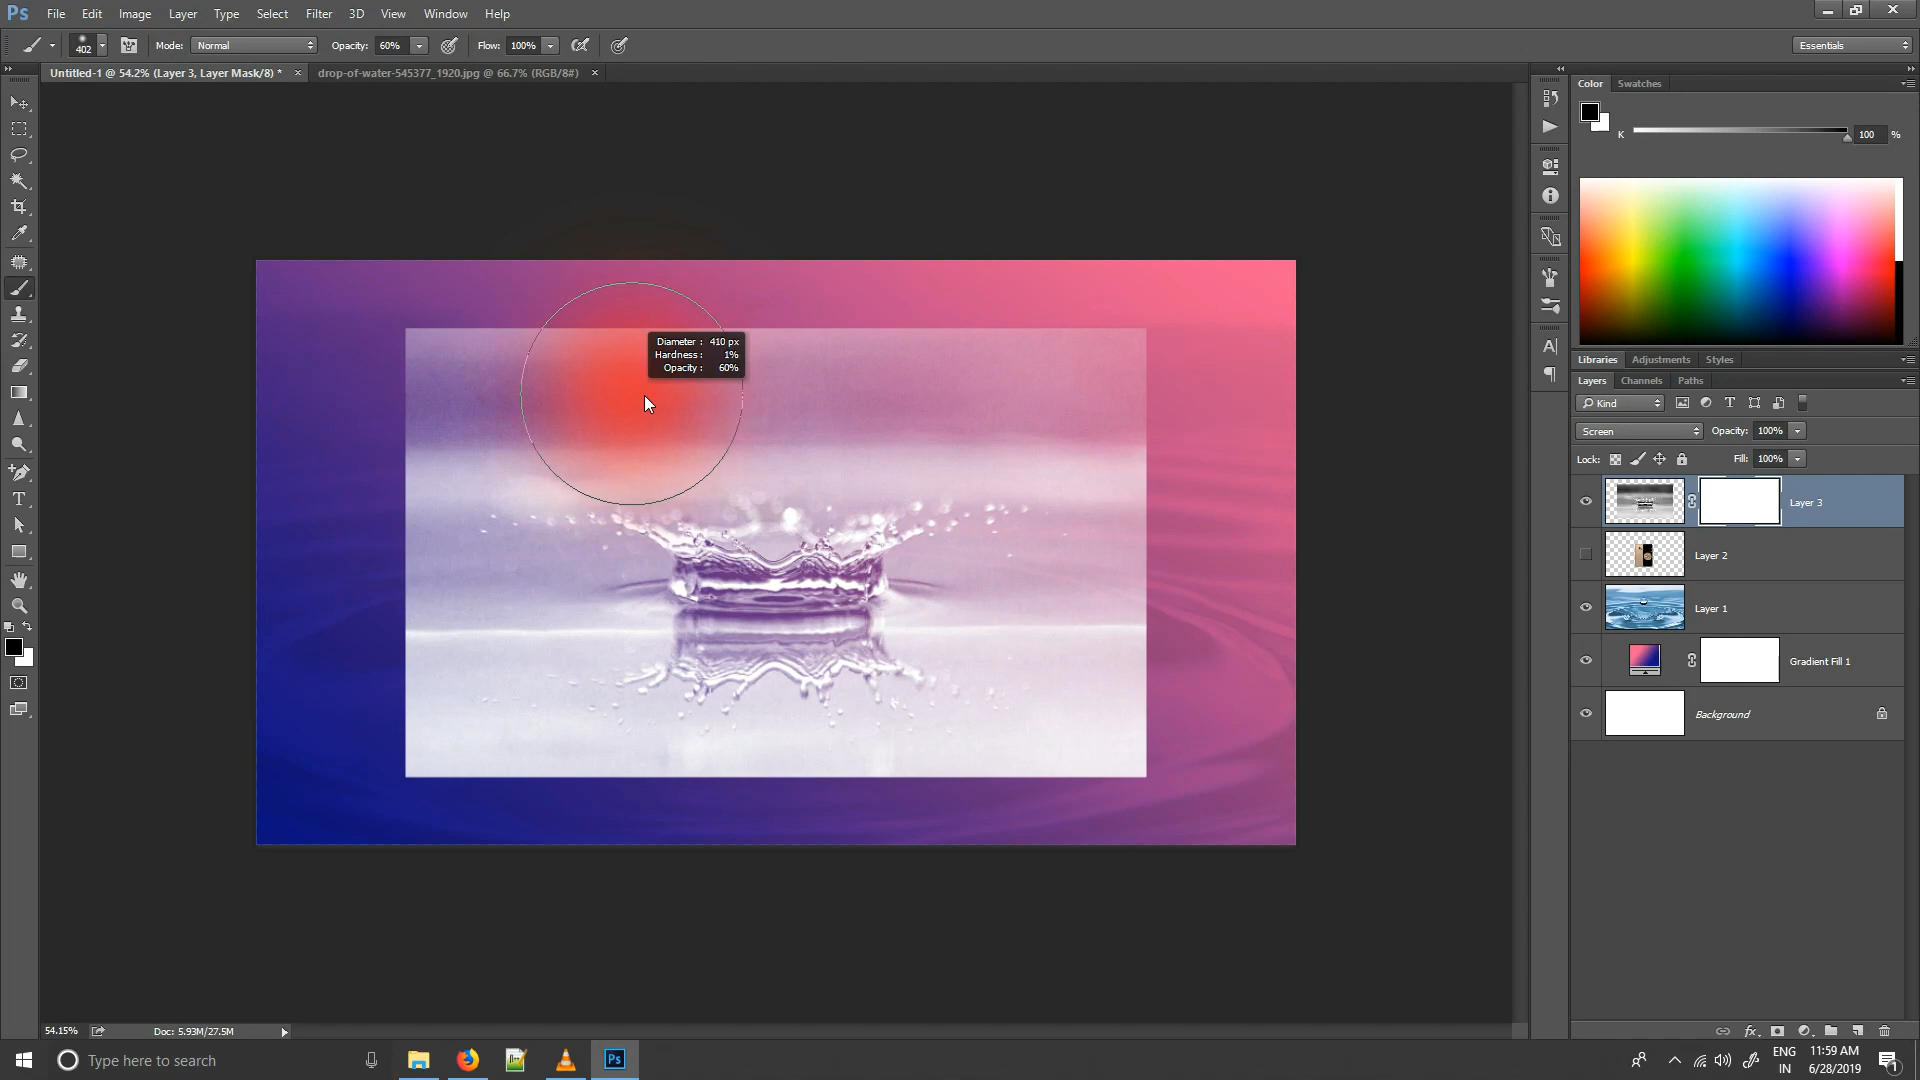 Ps File Edit Image Layer Type Select Filter 3D View Window Help
402 Mode: Normal Opacity: 60% Flow: 100% Essentials
Untitled-1 @ 54.2% (Layer 3, Layer Mask/8) * × drop-of-water-545377_1920.jpg @ 66.7% (RGB/8#) ×
Color Swatches
K 100 %
Diameter : 410 px
Hardness : 1%
Opacity : 60%
Libraries Adjustments Styles
Layers Channels Paths
Kind
Screen Opacity: 100%
Lock: Fill: 100%
Layer 3
Layer 2
Layer 1
Gradient Fill 1
Background
54.15% Doc: 5.93M/27.5M
Type here to search
Ps
ENG
IN
11:59 AM
6/28/2019
1